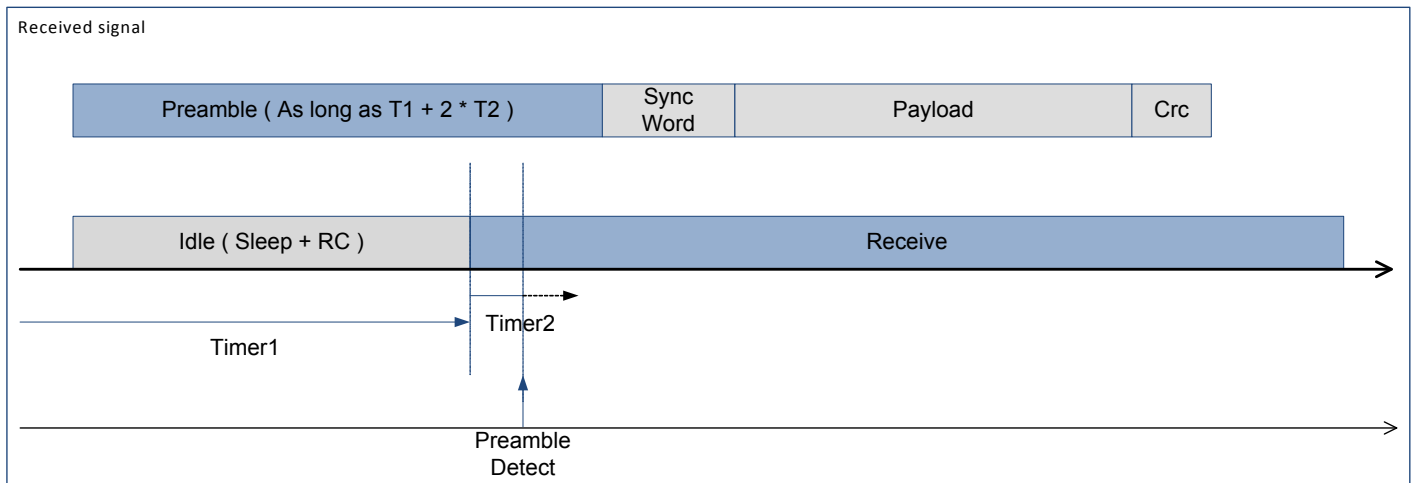 Received signal
Preamble ( As long as T1 + 2 * T2 )
Sync
Word
Payload
Crc
Idle ( Sleep + RC )
Receive
Timer2
Timer1
Preamble
Detect